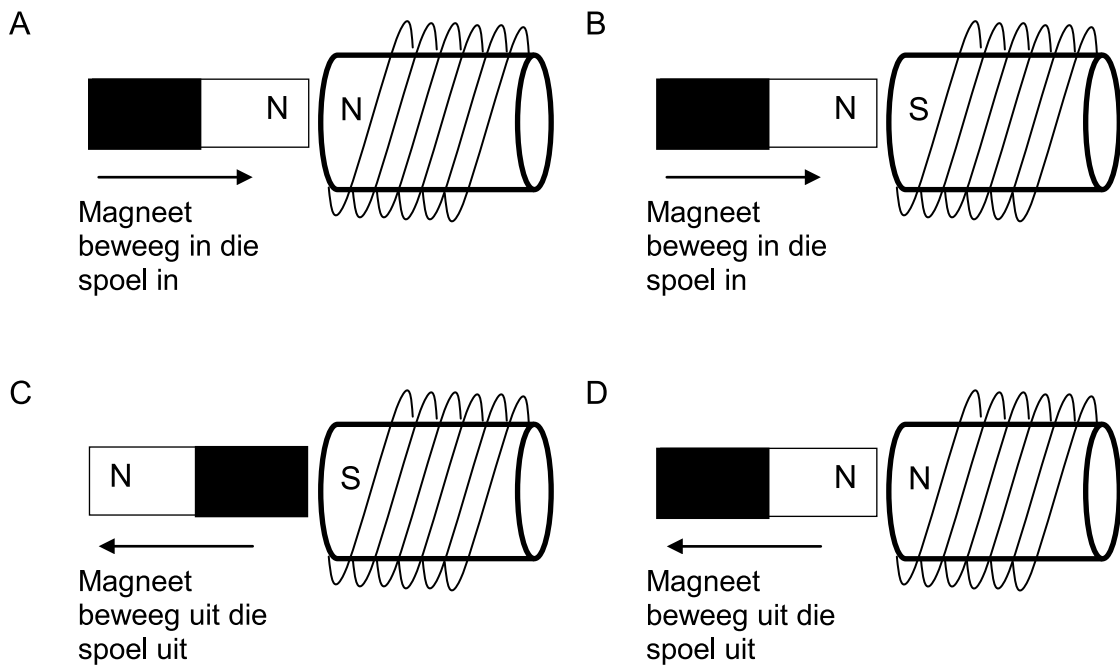 A
N
N
Magneet
beweeg in die
spoel in
B
N
S
Magneet
beweeg in die
spoel in
C
N
S
Magneet
beweeg uit die
spoel uit
D
N
N
Magneet
beweeg uit die
spoel uit